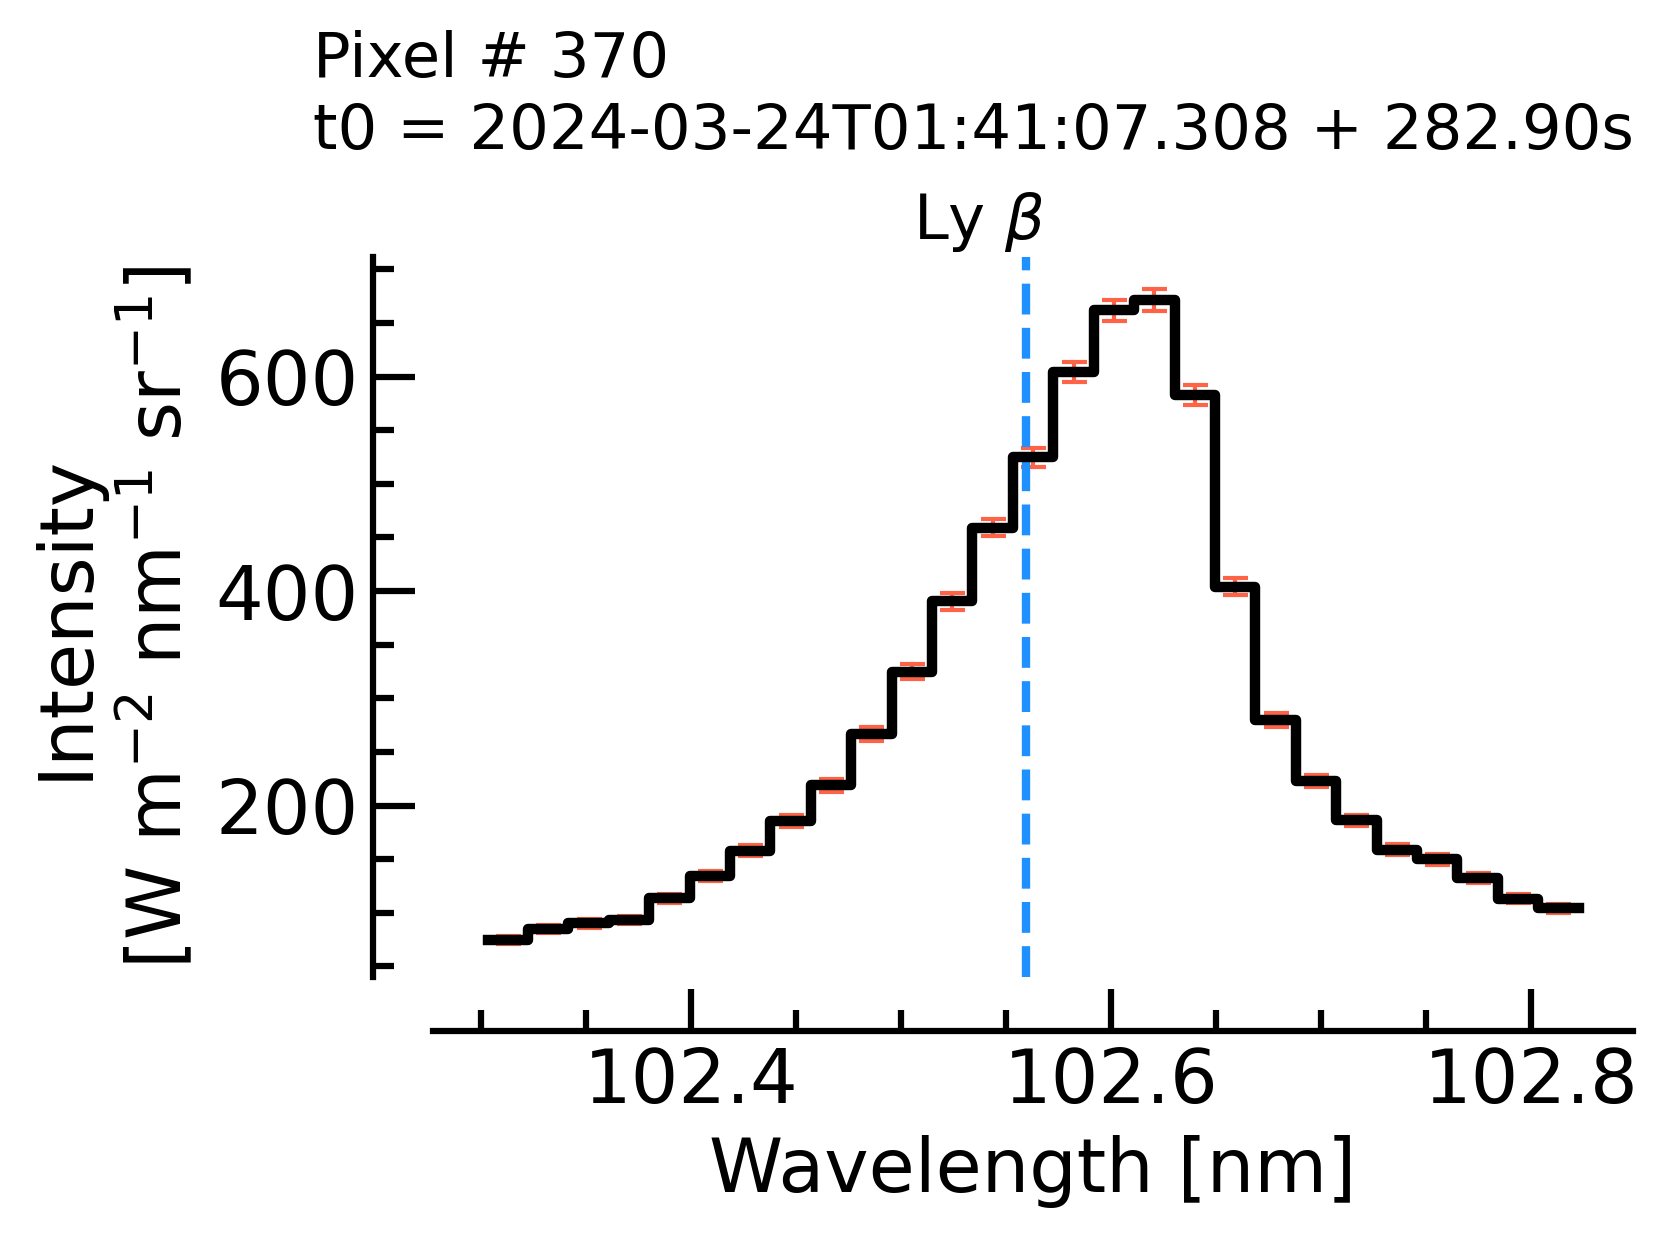 Pixel # 370
t0 = 2024-03-24T01:41:07.308 + 282.90s
Ly β
Intensity
[W m⁻² nm⁻¹ sr⁻¹]
600
400
200
102.4 102.6 102.8
Wavelength [nm]